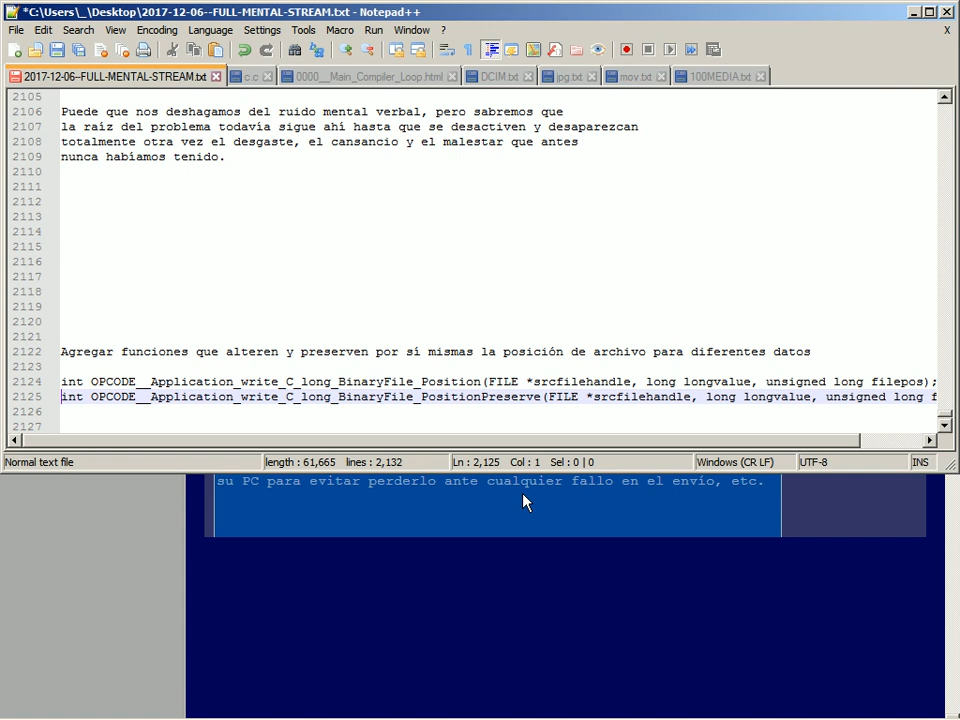 *C:\Users\_\Desktop\2017-12-06--FULL-MENTAL-STREAM.txt - Notepad++
File Edit Search View Encoding Language Settings Tools Macro Run Window ? X
2017-12-06--FULL-MENTAL-STREAM.txt c.c 0000__Main_Compiler_Loop.html DCIM.txt jpg.txt mov.txt 100MEDIA.txt
2105
2106 Puede que nos deshagamos del ruido mental verbal, pero sabremos que
2107 la raíz del problema todavía sigue ahí hasta que se desactiven y desaparezcan
2108 totalmente otra vez el desgaste, el cansancio y el malestar que antes
2109 nunca habíamos tenido.
2110
2111
2112
2113
2114
2115
2116
2117
2118
2119
2120
2121
2122 Agregar funciones que alteren y preserven por sí mismas la posición de archivo para diferentes datos
2123
2124 int OPCODE__Application_write_C_long_BinaryFile_Position(FILE *srcfilehandle, long longvalue, unsigned long filepos);
2125 int OPCODE__Application_write_C_long_BinaryFile_PositionPreserve(FILE *srcfilehandle, long longvalue, unsigned long f
2126
2127
Normal text file length : 61,665 lines : 2,132 Ln : 2,125 Col : 1 Sel : 0 | 0 Windows (CR LF) UTF-8 INS
su PC para evitar perderlo ante cualquier fallo en el envío, etc.